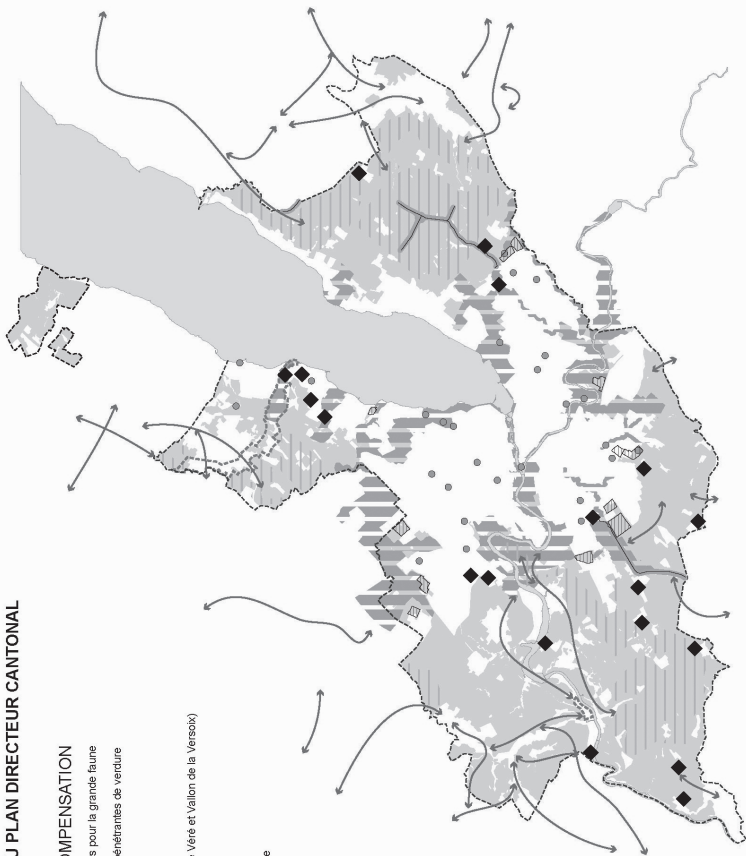 U PLAN DIRECTEUR CANTONAL
OMPENSATION
s pour la grande faune
énétrantes de verdure
e Véré et Vallon de la Versoix)
e